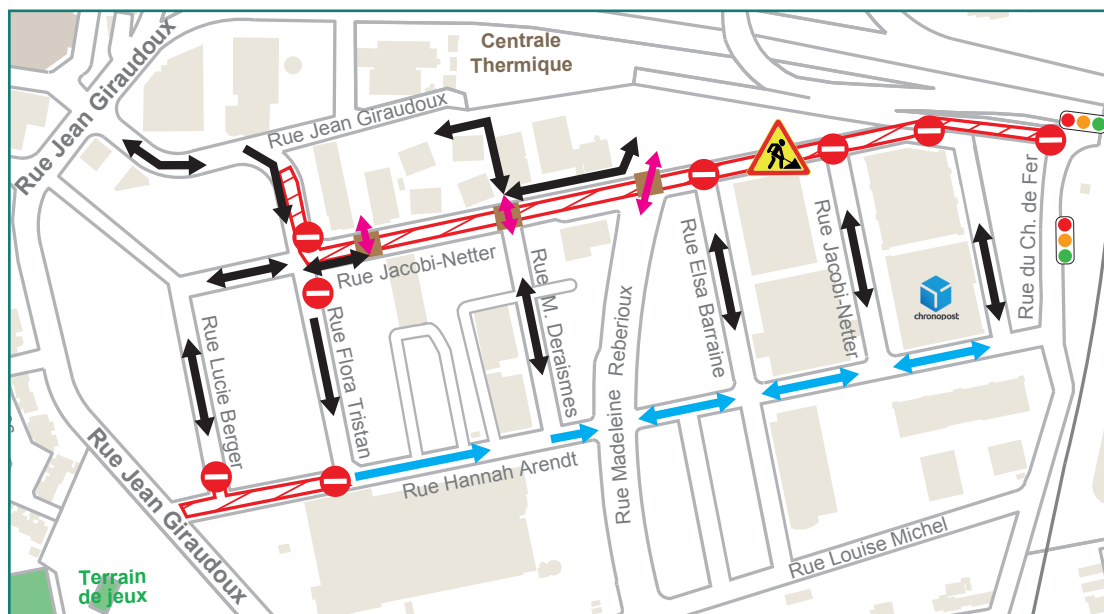 Centrale
Thermique
Rue Jean Giraudoux
Rue Jean Giraudoux
Rue Jacobi-Netter
Rue du Ch. de Fer
Rue Elsa Barraine
Rue Jacobi-Netter
chronopost
Rue M. Deraismes
Rue Madeleine Reberioux
Rue Flora Tristan
Rue Lucie Berger
Rue Hannah Arendt
Rue Jean Giraudoux
Rue Louise Michel
Terrain
de jeux